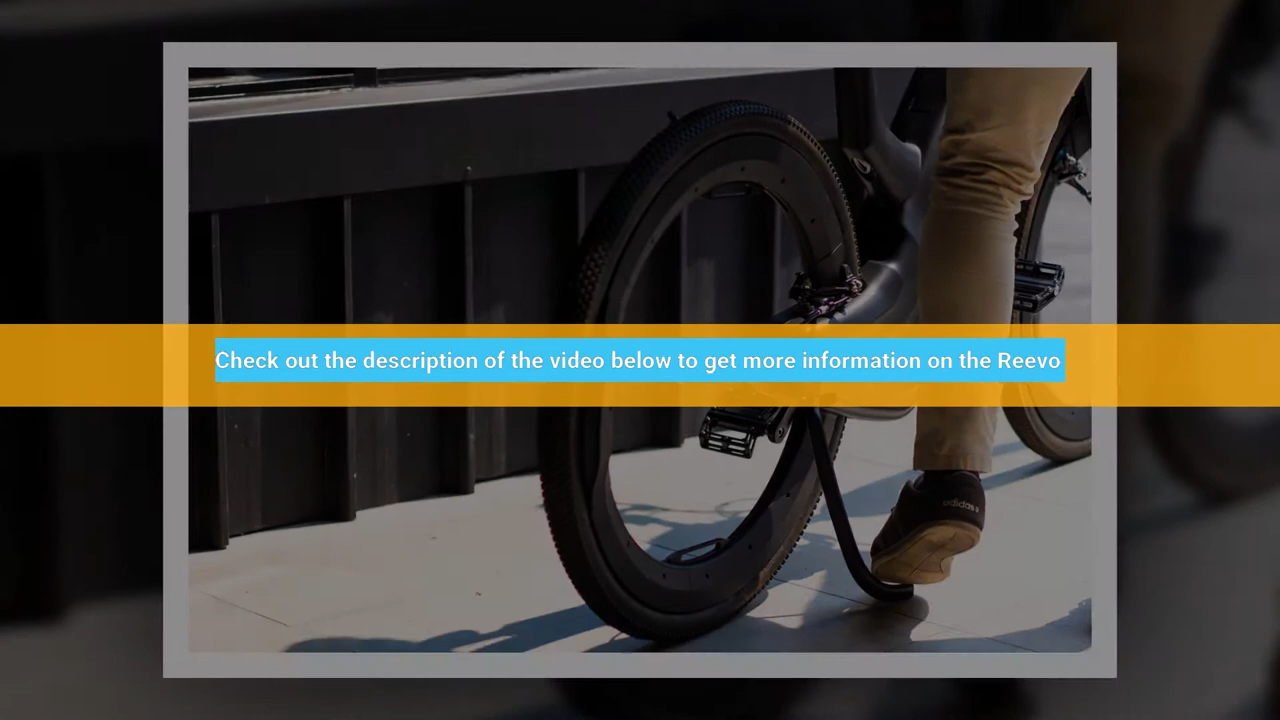 Check out the description of the video below to get more information on the Reevo
adidas